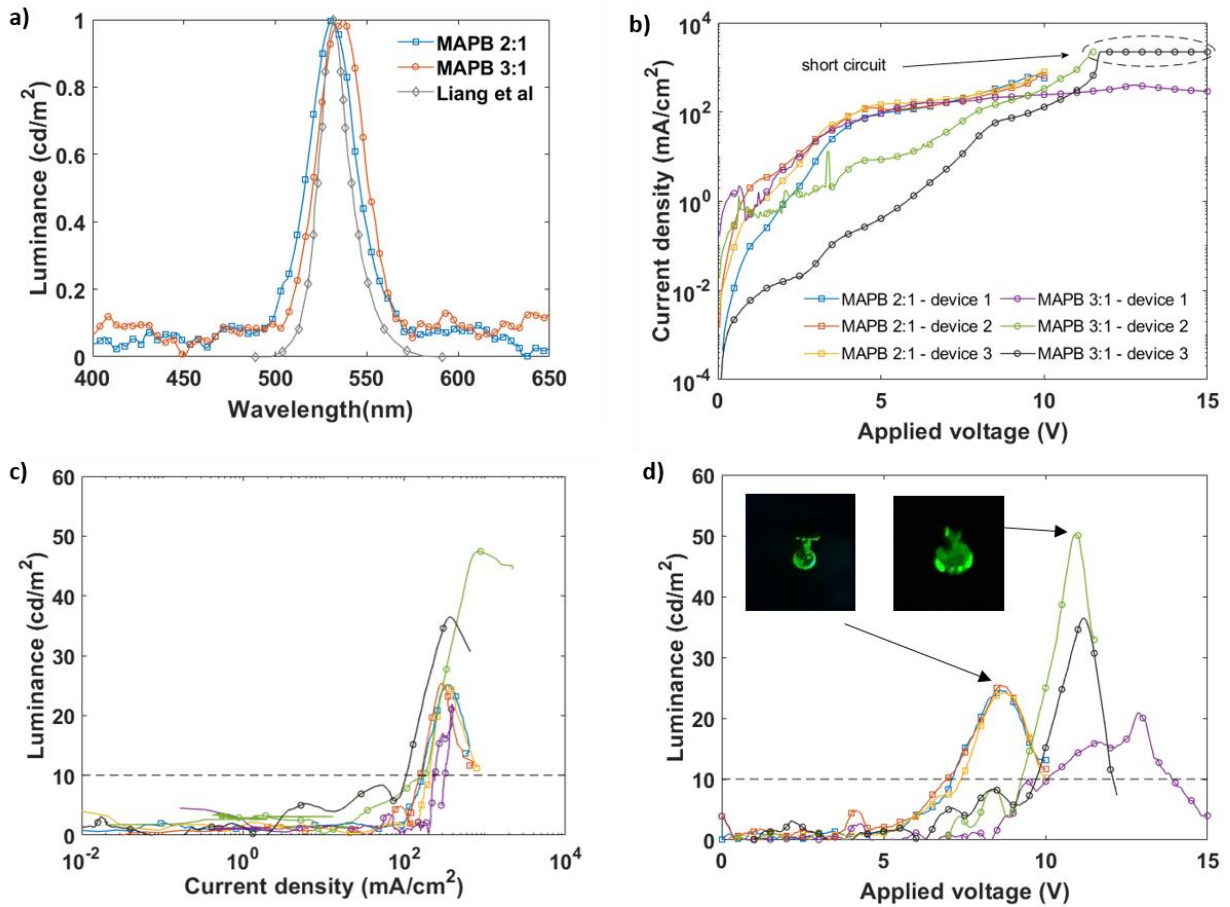 a)
Luminance (cd/m²)
1
0.8
0.6
0.4
0.2
0
MAPB 2:1
MAPB 3:1
Liang et al
400 450 500 550 600 650
Wavelength(nm)
b)
Current density (mA/cm²)
10⁴
10²
10⁰
10⁻²
10⁻⁴
short circuit
MAPB 2:1 - device 1 MAPB 3:1 - device 1
MAPB 2:1 - device 2 MAPB 3:1 - device 2
MAPB 2:1 - device 3 MAPB 3:1 - device 3
0 5 10 15
Applied voltage (V)
c)
Luminance (cd/m²)
60
50
40
30
20
10
0
10⁻² 10⁰ 10² 10⁴
Current density (mA/cm²)
d)
Luminance (cd/m²)
60
50
40
30
20
10
0
0 5 10 15
Applied voltage (V)